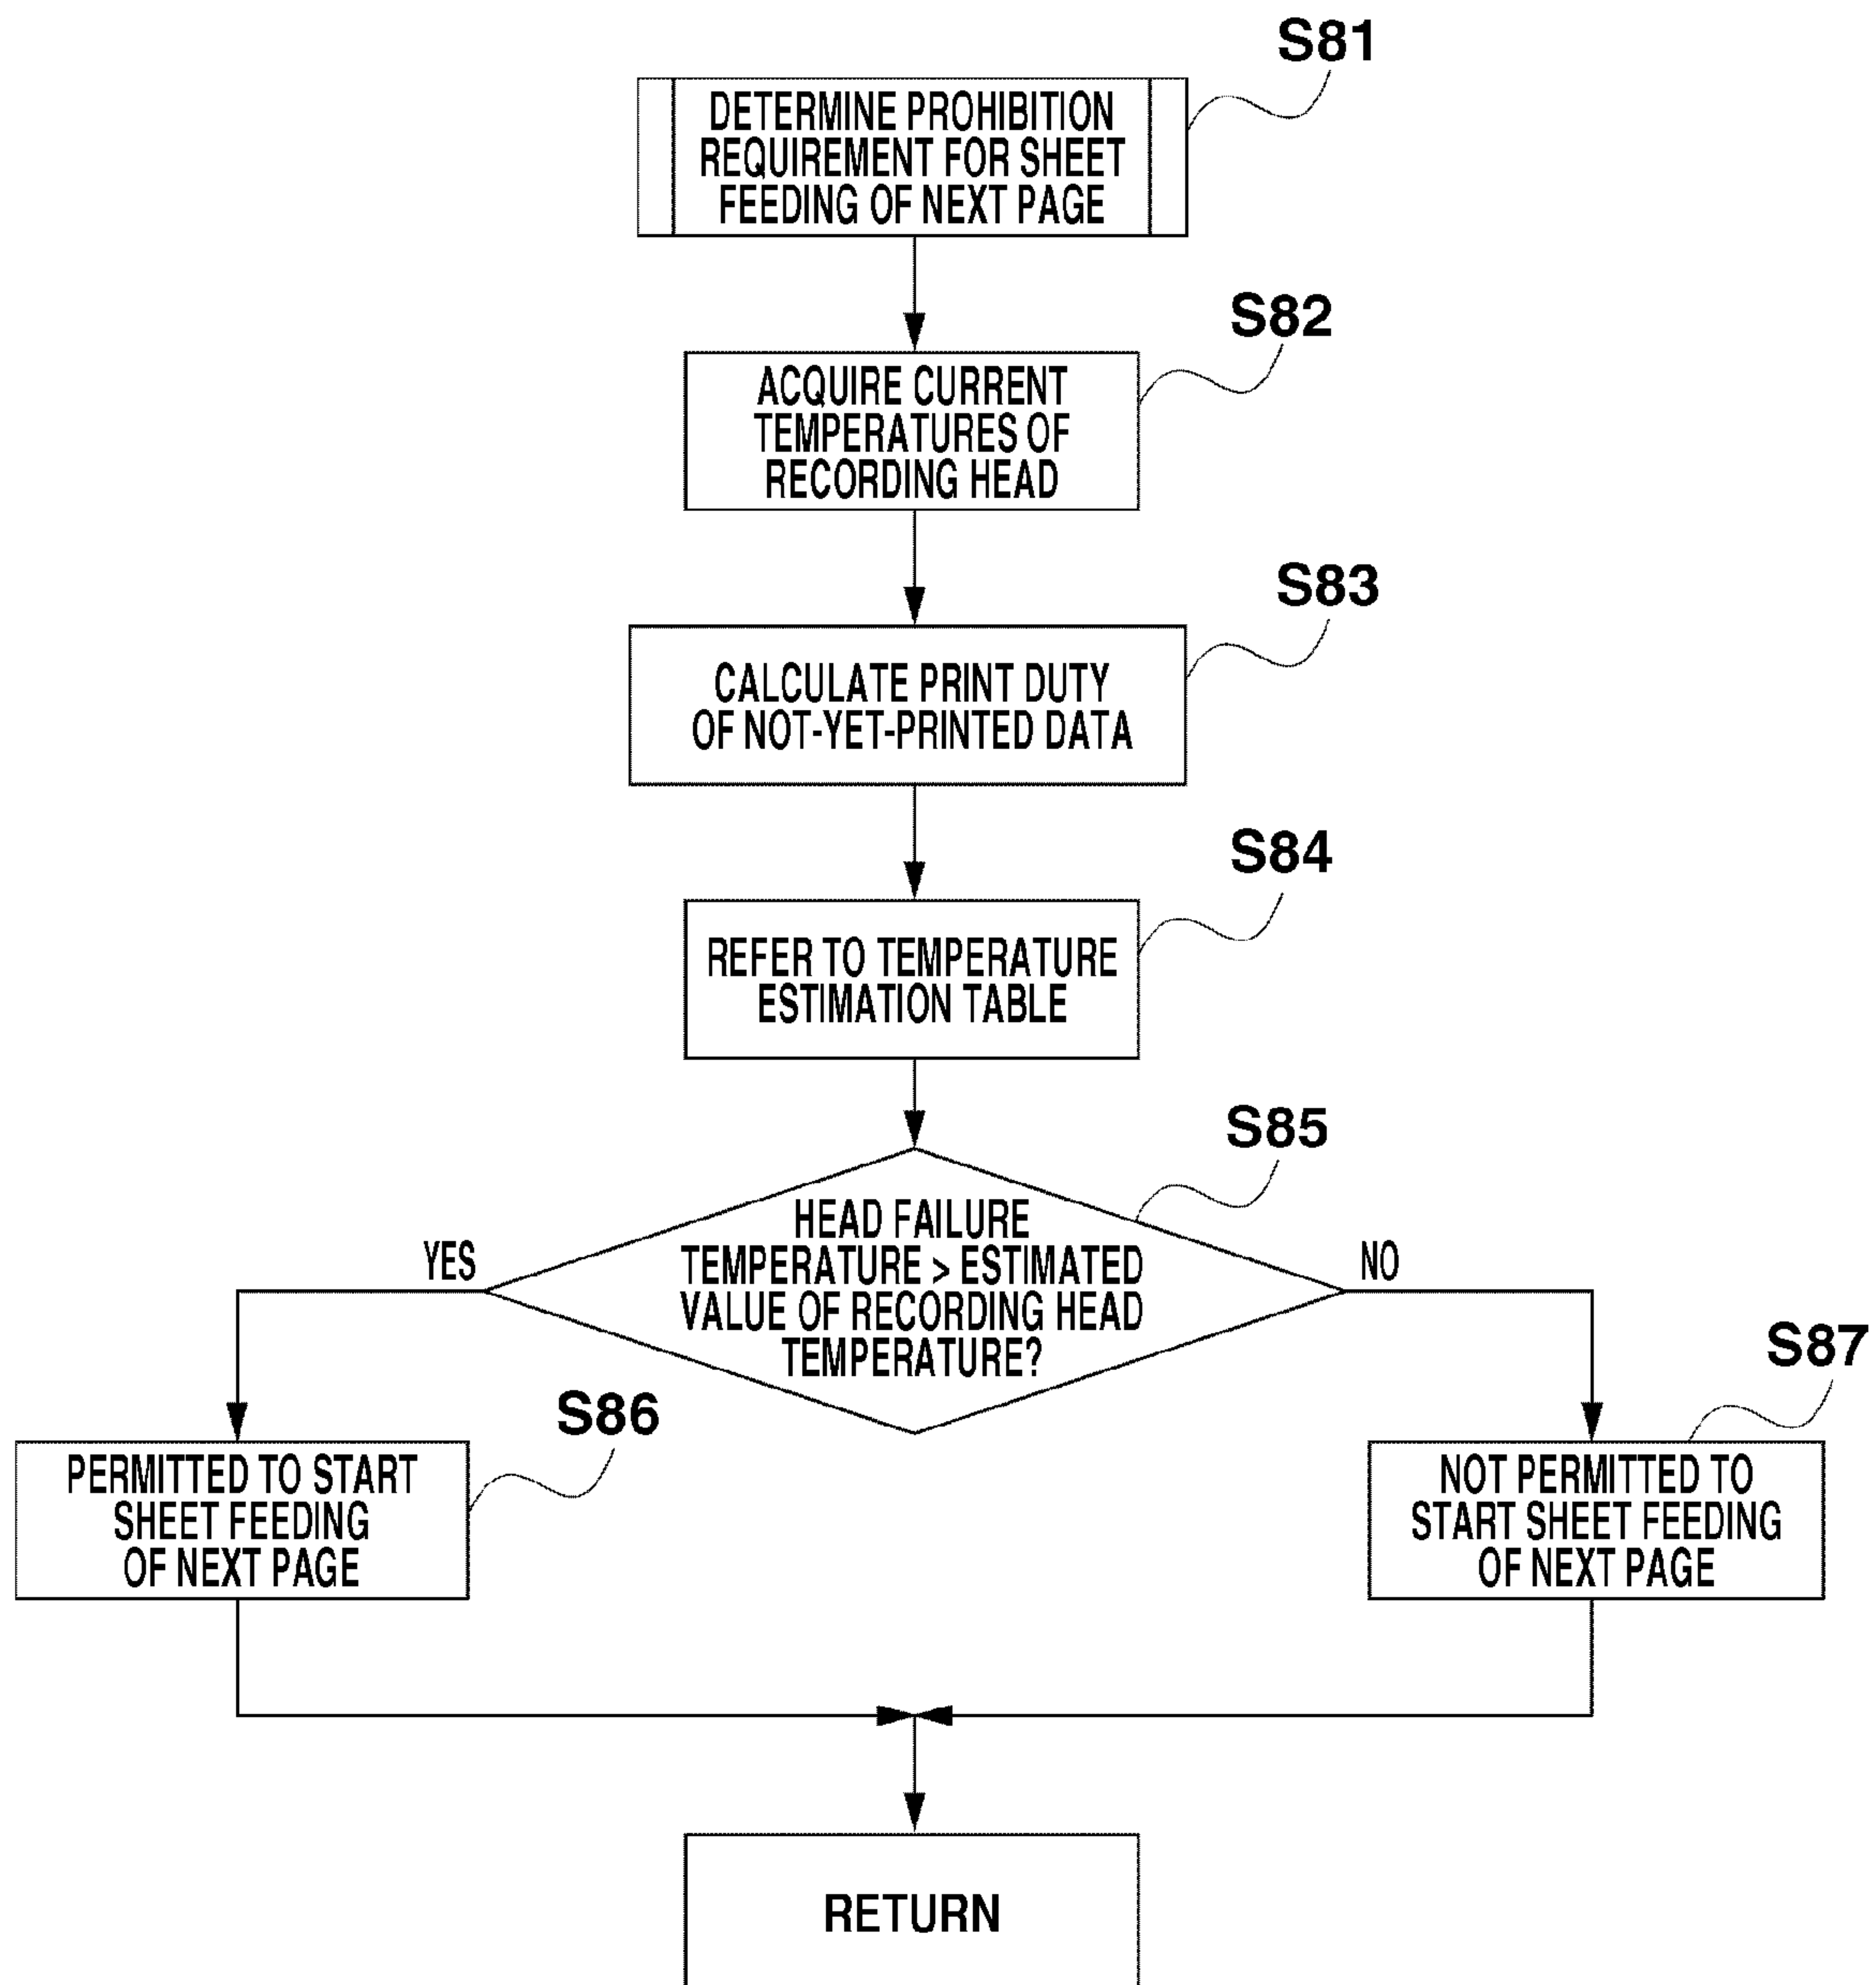 S81
DETERMINE PROHIBITION
REQUIREMENT FOR SHEET
FEEDING OF NEXT PAGE
S82
ACQUIRE CURRENT
TEMPERATURES OF
RECORDING HEAD
S83
CALCULATE PRINT DUTY
OF NOT-YET-PRINTED DATA
S84
REFER TO TEMPERATURE
ESTIMATION TABLE
S85
HEAD FAILURE
TEMPERATURE > ESTIMATED
VALUE OF RECORDING HEAD
TEMPERATURE?
YES
NO
S86
PERMITTED TO START
SHEET FEEDING
OF NEXT PAGE
S87
NOT PERMITTED TO
START SHEET FEEDING
OF NEXT PAGE
RETURN